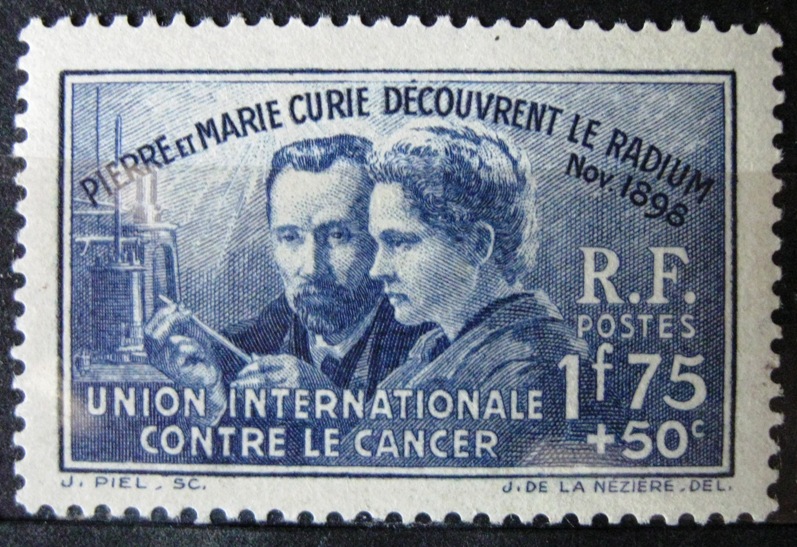 PIERRE ET MARIE CURIE DÉCOUVRENT LE RADIUM
Nov. 1898
R.F.
POSTES
1f75
+50c
UNION INTERNATIONALE
CONTRE LE CANCER
J. PIEL. SC.
J. DE LA NÉZIÈRE. DEL.